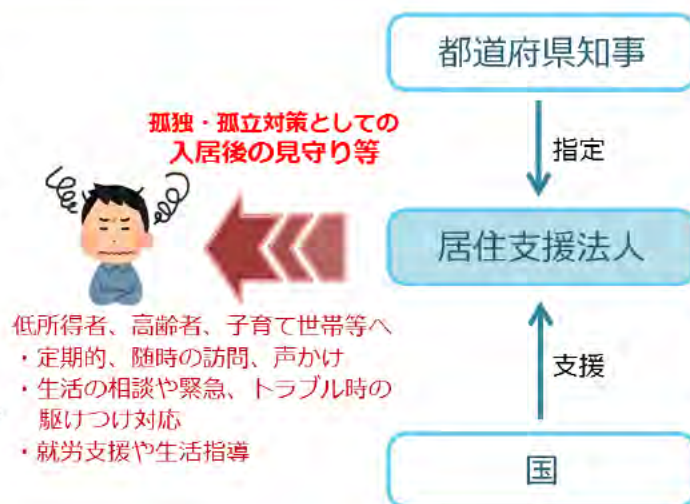 都道府県知事
孤独・孤立対策としての
入居後の見守り等
指定
居住支援法人
低所得者、高齢者、子育て世帯等へ
・定期的、随時の訪問、声かけ
・生活の相談や緊急、トラブル時の
駆けつけ対応
・就労支援や生活指導
支援
国